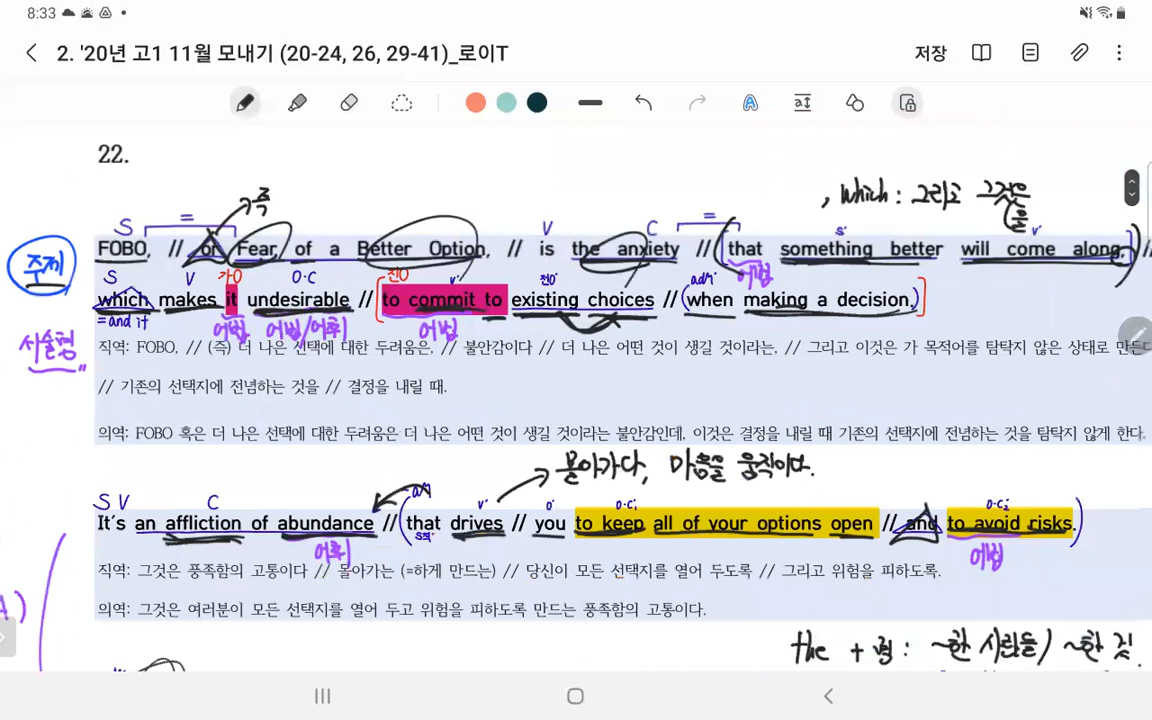 8:33
2. '20년 고1 11월 모내기 (20-24, 26, 29-41)_로이T
저장
22.
즉
, which: 그리고 그것은
을
S = V C = s' v'
주제
FOBO, // or Fear of a Better Option, // is the anxiety // (that something better will come along,) //
S V 가O O·C 진O v' 전O' adv' 어법
which makes it undesirable // [to commit to existing choices // (when making a decision.)]
= and it 어법 어법/어휘 어법
서술형
직역: FOBO, // (즉) 더 나은 선택에 대한 두려움은, // 불안감이다 // 더 나은 어떤 것이 생길 것이라는, // 그리고 이것은 가 목적어를 탐탁지 않은 상태로 만든다
// 기존의 선택지에 전념하는 것을 // 결정을 내릴 때.
의역: FOBO 혹은 더 나은 선택에 대한 두려움은 더 나은 어떤 것이 생길 것이라는 불안감인데, 이것은 결정을 내릴 때 기존의 선택지에 전념하는 것을 탐탁지 않게 한다.
몰아가다, 마음을 움직이다.
S V C v' o' o·c₁' o·c₂'
It's an affliction of abundance // (that drives // you to keep all of your options open // and to avoid risks.)
어휘 어법
직역: 그것은 풍족함의 고통이다 // 몰아가는 (=하게 만드는) // 당신이 모든 선택지를 열어 두도록 // 그리고 위험을 피하도록.
의역: 그것은 여러분이 모든 선택지를 열어 두고 위험을 피하도록 만드는 풍족함의 고통이다.
the + 형: ~한 사람들/ ~한 것